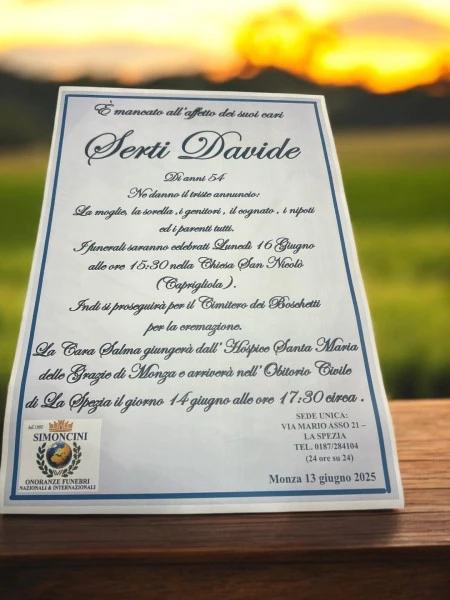 È mancato all'affetto dei suoi cari
Serti Davide
Di anni 54
Ne danno il triste annuncio:
La moglie, la sorella , i genitori , il cognato , i nipoti
ed i parenti tutti.
I funerali saranno celebrati Lunedì 16 Giugno
alle ore 15:30 nella Chiesa San Nicolò
(Caprigliola ).
Indi si proseguirà per il Cimitero dei Boschetti
per la cremazione.
La Cara Salma giungerà dall' Hospice Santa Maria
delle Grazie di Monza e arriverà nell'Obitorio Civile
di La Spezia il giorno 14 giugno alle ore 17:30 circa .
SIMONCINI
ONORANZE FUNEBRI
NAZIONALI & INTERNAZIONALI
SEDE UNICA:
VIA MARIO ASSO 21 –
LA SPEZIA
TEL. 0187/284104
(24 ore su 24)
Monza 13 giugno 2025